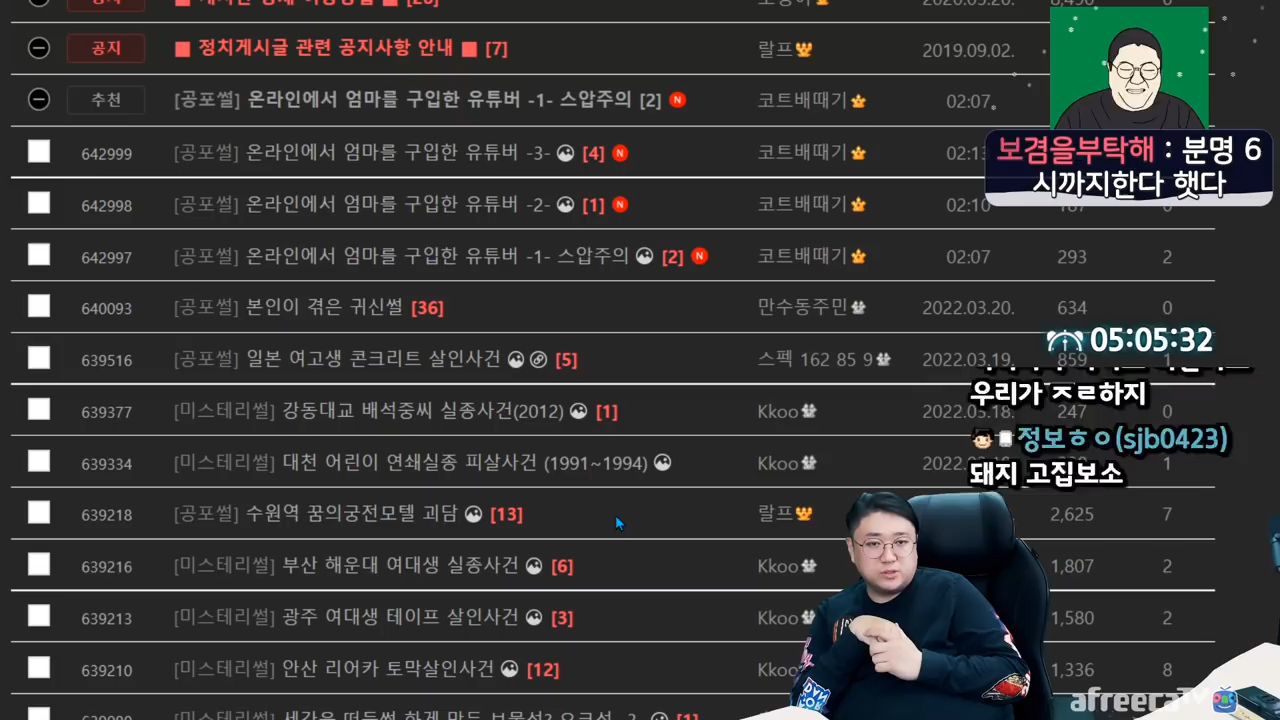 ■ 정치게시글 관련 공지사항 안내 ■ [7]
공지
랄프
2019.09.02.
추천
[공포썰] 온라인에서 엄마를 구입한 유튜버 -1- 스압주의 [2] N
코트배때기
02:07
642999 [공포썰] 온라인에서 엄마를 구입한 유튜버 -3- [4] N 코트배때기 02:13
642998 [공포썰] 온라인에서 엄마를 구입한 유튜버 -2- [1] N 코트배때기 02:10
642997 [공포썰] 온라인에서 엄마를 구입한 유튜버 -1- 스압주의 [2] N 코트배때기 02:07 293 2
640093 [공포썰] 본인이 겪은 귀신썰 [36] 만수동주민 2022.03.20. 634 0
639516 [공포썰] 일본 여고생 콘크리트 살인사건 [5] 스펙 162 85 9 2022.03.19. 859 1
639377 [미스테리썰] 강동대교 배석중씨 실종사건(2012) [1] Kkoo 2022.03.18. 247 0
639334 [미스테리썰] 대천 어린이 연쇄실종 피살사건 (1991~1994) Kkoo 1
639218 [공포썰] 수원역 꿈의궁전모텔 괴담 [13] 랄프 2,625 7
639216 [미스테리썰] 부산 해운대 여대생 실종사건 [6] Kkoo 1,807 2
639213 [미스테리썰] 광주 여대생 테이프 살인사건 [3] Kkoo 1,580 2
639210 [미스테리썰] 안산 리어카 토막살인사건 [12] Kkoo 1,336 8
보겸을부탁해 : 분명 6
시까지한다 햇다
05:05:32
우리가 ㅈㄹ하지
정보ㅎㅇ(sjb0423)
돼지 고집보소
afreecaTV